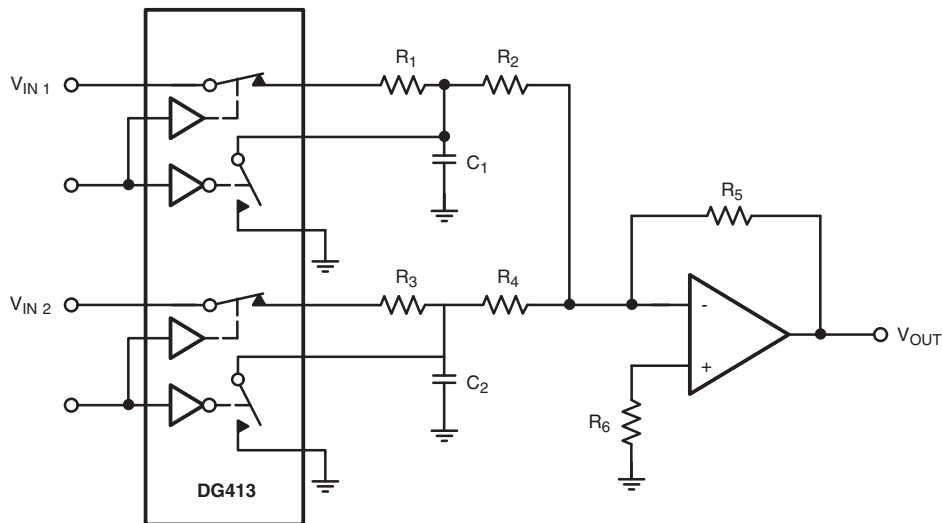 V_IN 1
R_1
R_2
C_1
R_5
V_IN 2
R_3
R_4
-
V_OUT
+
C_2
R_6
DG413